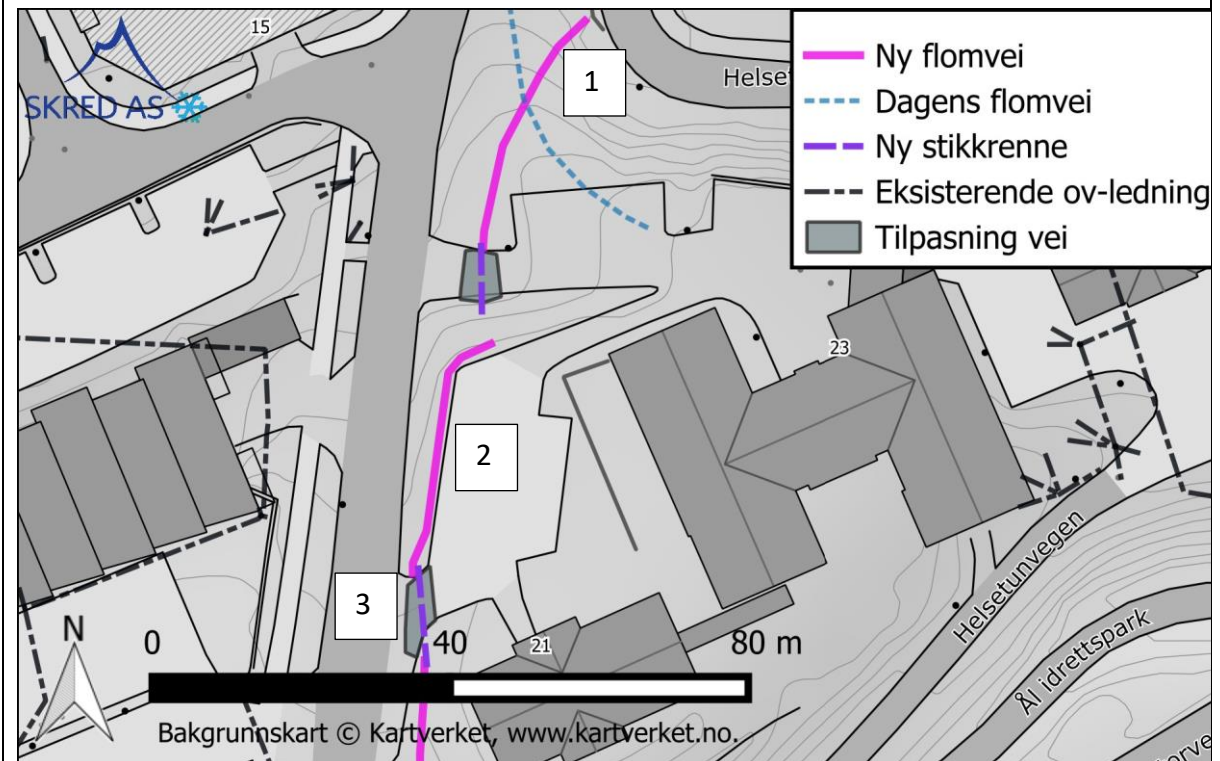 15
SKRED AS
1
Ny flomvei
Dagens flomvei
Ny stikkrenne
Eksisterende ov-ledning
Tilpasning vei
23
2
3
21
Helsetunvegen
Ål idrettspark
N
0 40 80 m
Bakgrunnskart © Kartverket, www.kartverket.no.